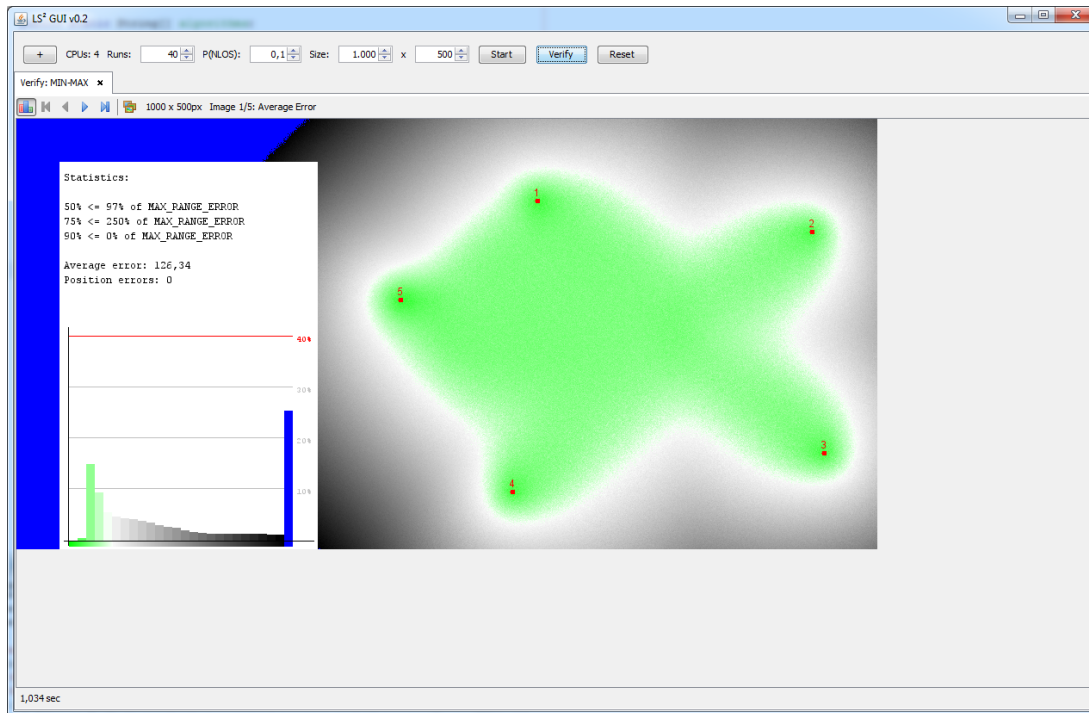 LS² GUI v0.2
+ CPUs: 4 Runs: 40 P(NLOS): 0,1 Size: 1.000 x 500 Start Verify Reset
Verify: MIN-MAX
1000 x 500px Image 1/5: Average Error
Statistics:
50% <= 97% of MAX_RANGE_ERROR
75% <= 250% of MAX_RANGE_ERROR
90% <= 0% of MAX_RANGE_ERROR
Average error: 126,34
Position errors: 0
40%
30%
20%
10%
1
2
5
3
4
1,034 sec